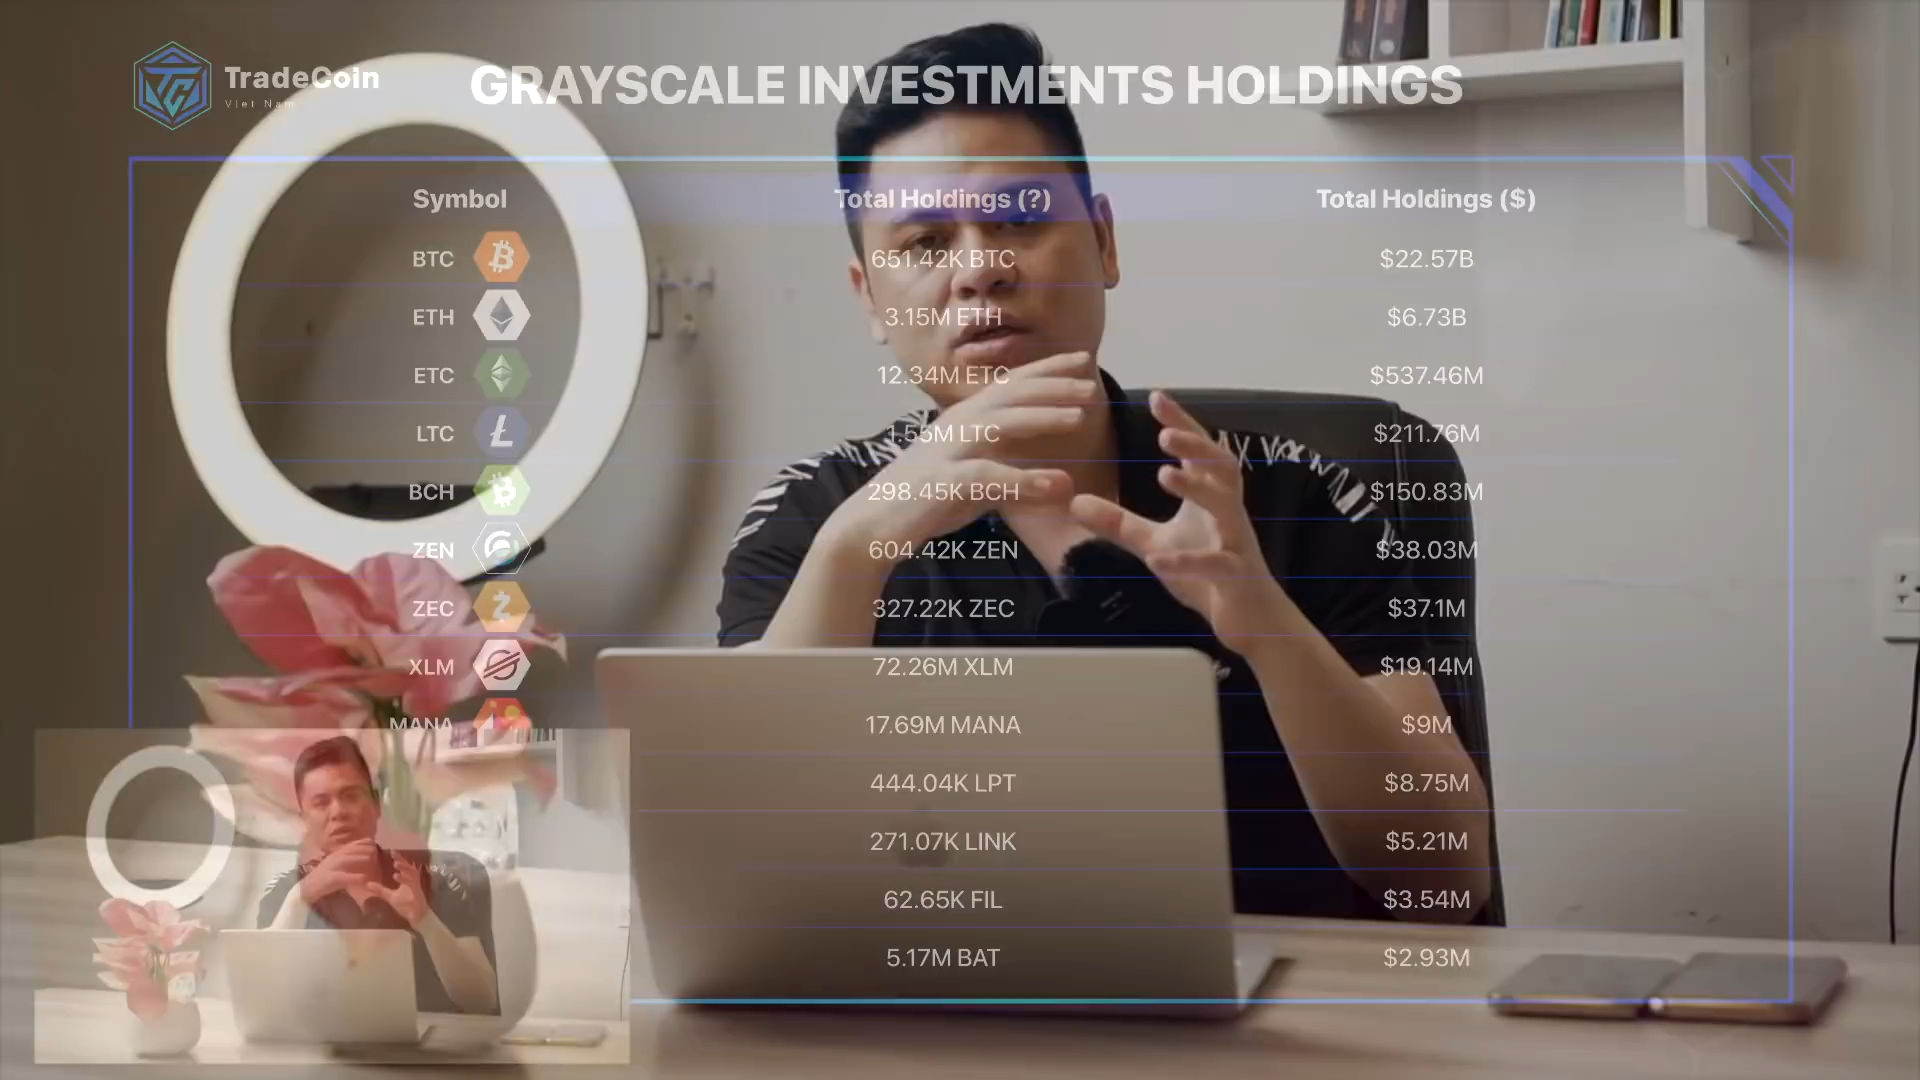 TradeCoin
Viet Nam
GRAYSCALE INVESTMENTS HOLDINGS
Symbol Total Holdings (?) Total Holdings ($)
BTC 651.42K BTC $22.57B
ETH 3.15M ETH $6.73B
ETC 12.34M ETC $537.46M
LTC 1.55M LTC $211.76M
BCH 298.45K BCH $150.83M
ZEN 604.42K ZEN $38.03M
ZEC 327.22K ZEC $37.1M
XLM 72.26M XLM $19.14M
MANA 17.69M MANA $9M
444.04K LPT $8.75M
271.07K LINK $5.21M
62.65K FIL $3.54M
5.17M BAT $2.93M